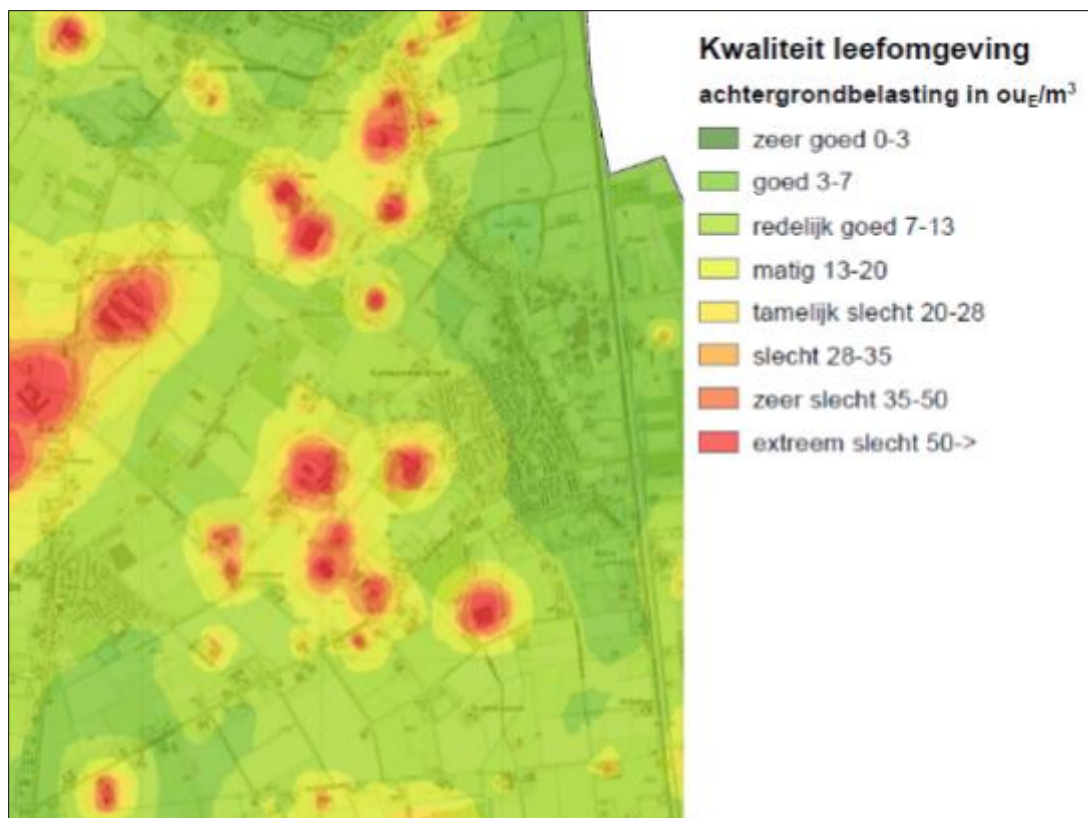 Kwaliteit leefomgeving
achtergrondbelasting in ouE/m³
zeer goed 0-3
goed 3-7
redelijk goed 7-13
matig 13-20
tamelijk slecht 20-28
slecht 28-35
zeer slecht 35-50
extreem slecht 50->